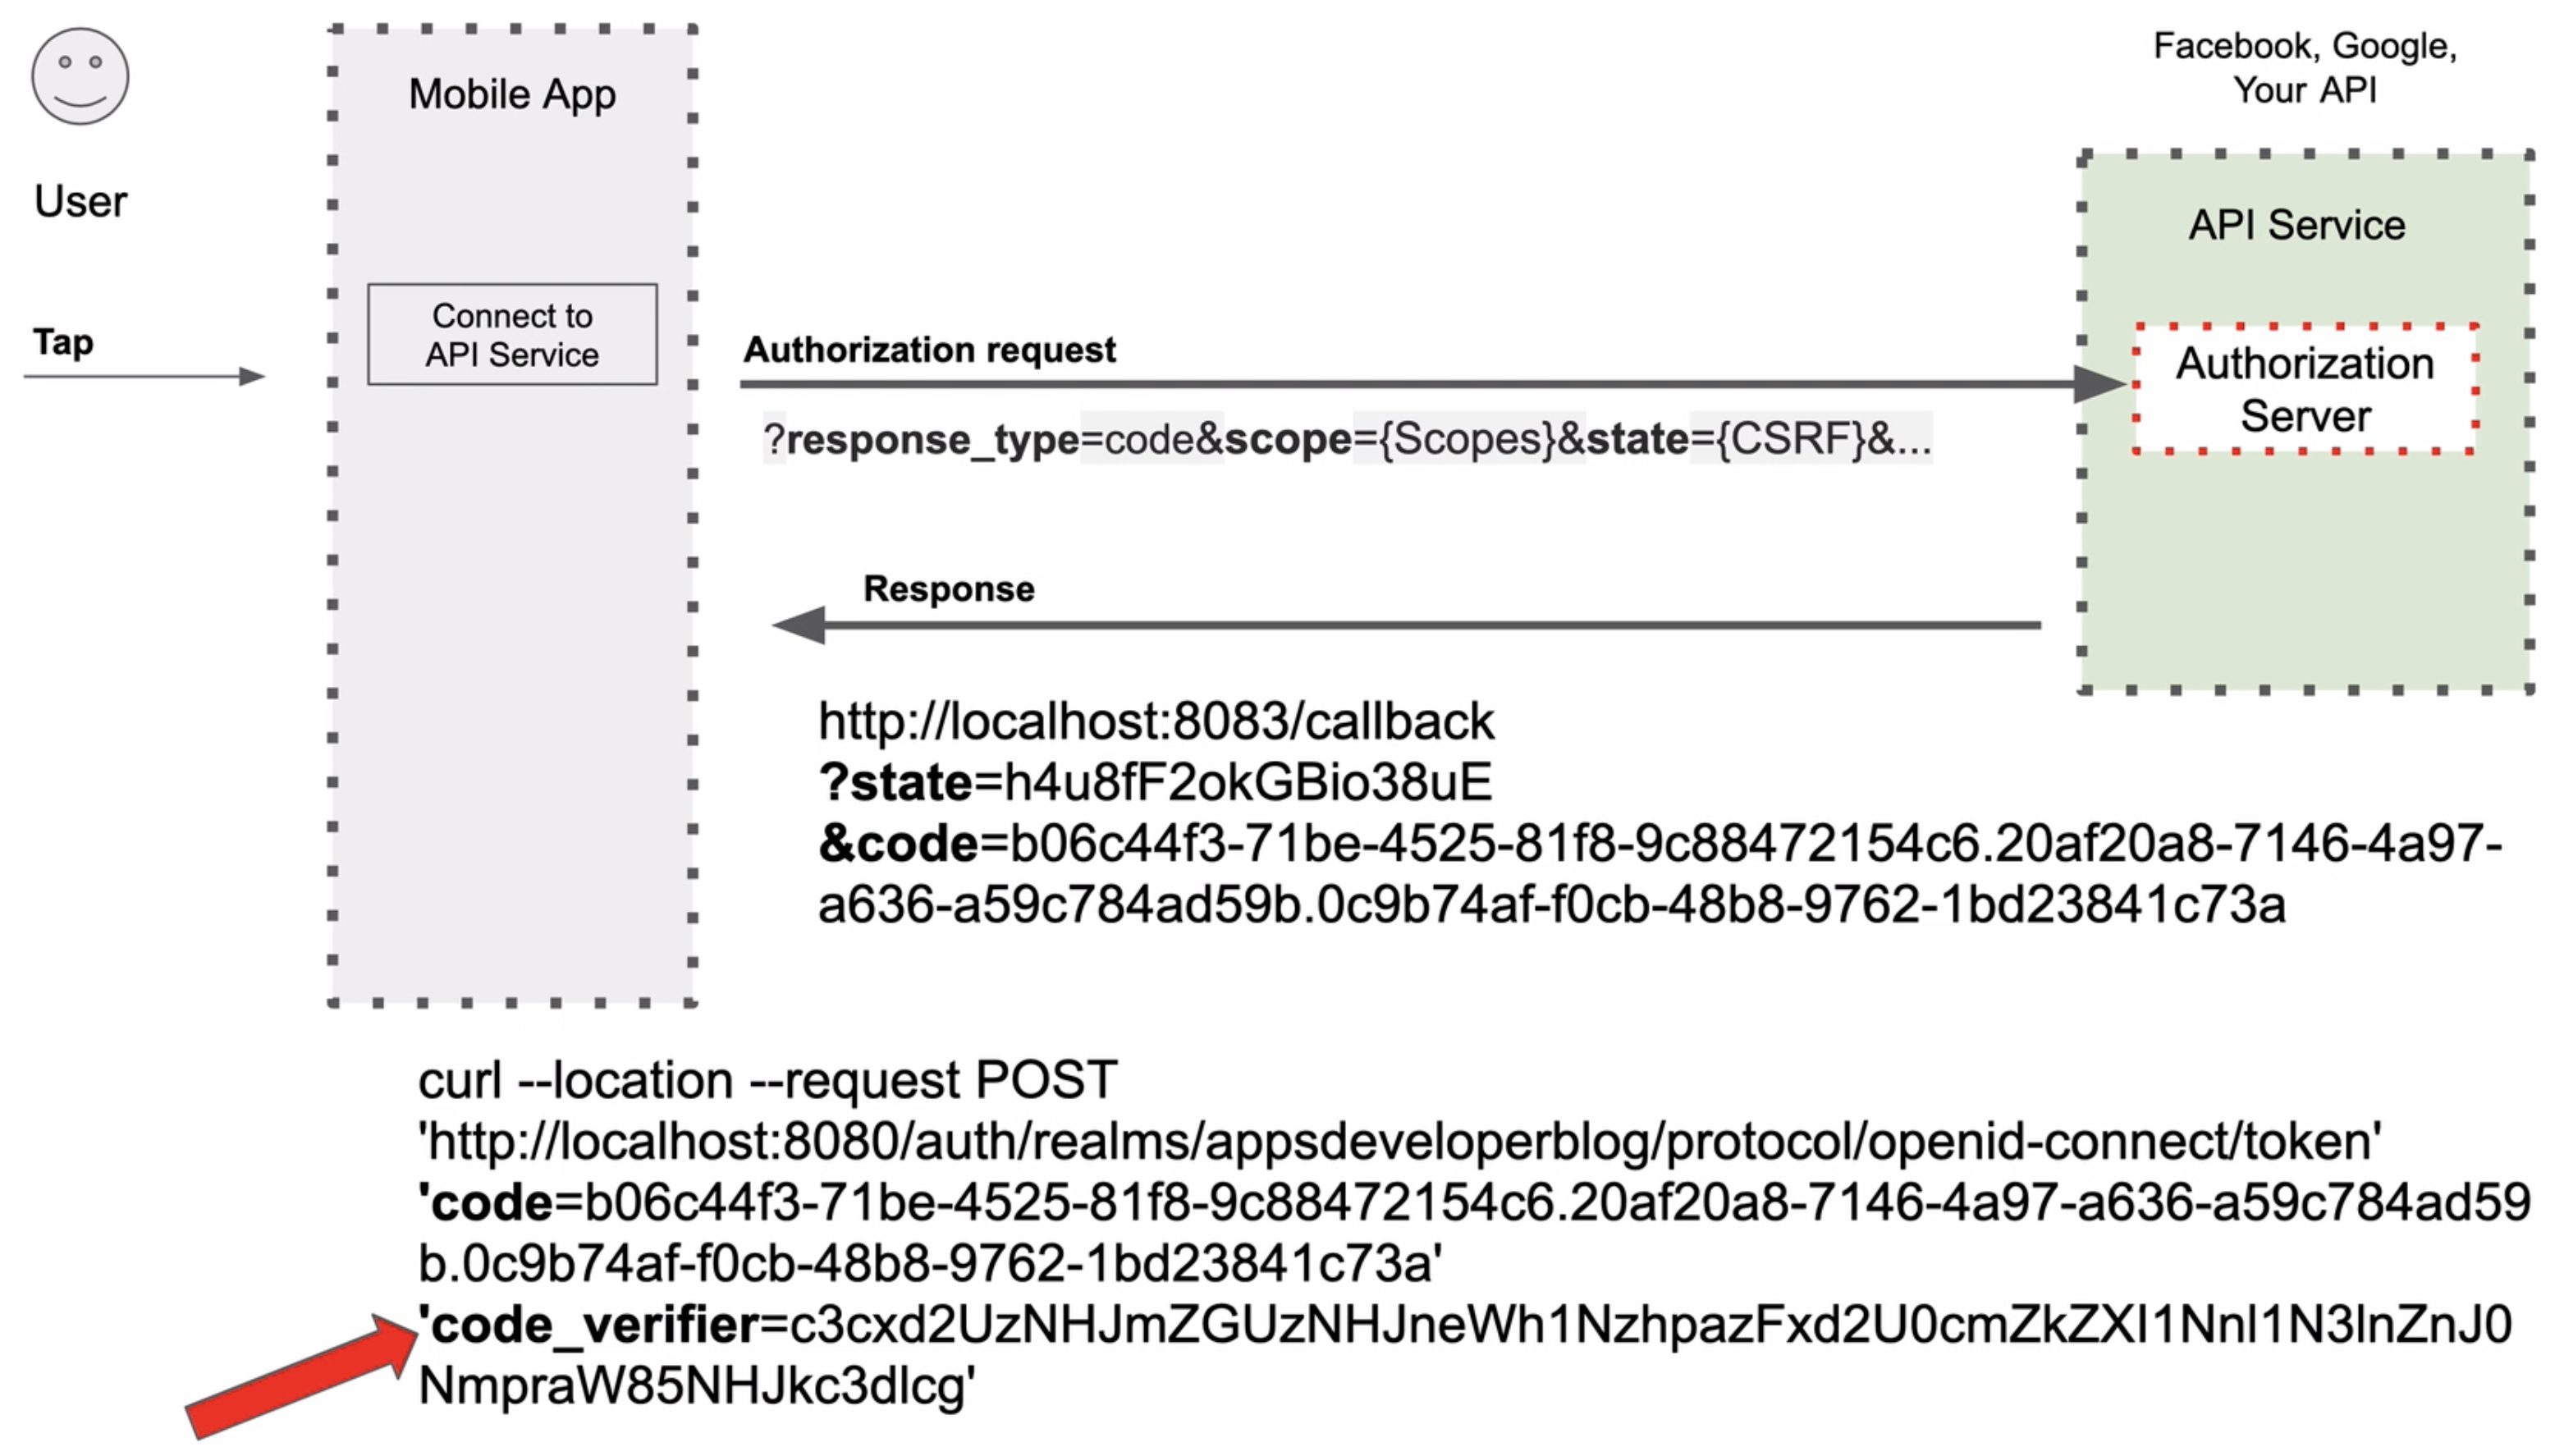 User
Tap
Mobile App
Connect to
API Service
Facebook, Google,
Your API
API Service
Authorization
Server
Authorization request
?response_type=code&scope={Scopes}&state={CSRF}&...
Response
http://localhost:8083/callback
?state=h4u8fF2okGBio38uE
&code=b06c44f3-71be-4525-81f8-9c88472154c6.20af20a8-7146-4a97-
a636-a59c784ad59b.0c9b74af-f0cb-48b8-9762-1bd23841c73a
curl --location --request POST
'http://localhost:8080/auth/realms/appsdeveloperblog/protocol/openid-connect/token'
'code=b06c44f3-71be-4525-81f8-9c88472154c6.20af20a8-7146-4a97-a636-a59c784ad59
b.0c9b74af-f0cb-48b8-9762-1bd23841c73a'
'code_verifier=c3cxd2UzNHJmZGUzNHJneWh1NzhpazFxd2U0cmZkZXI1Nnl1N3lnZnJ0
NmpraW85NHJkc3dlcg'